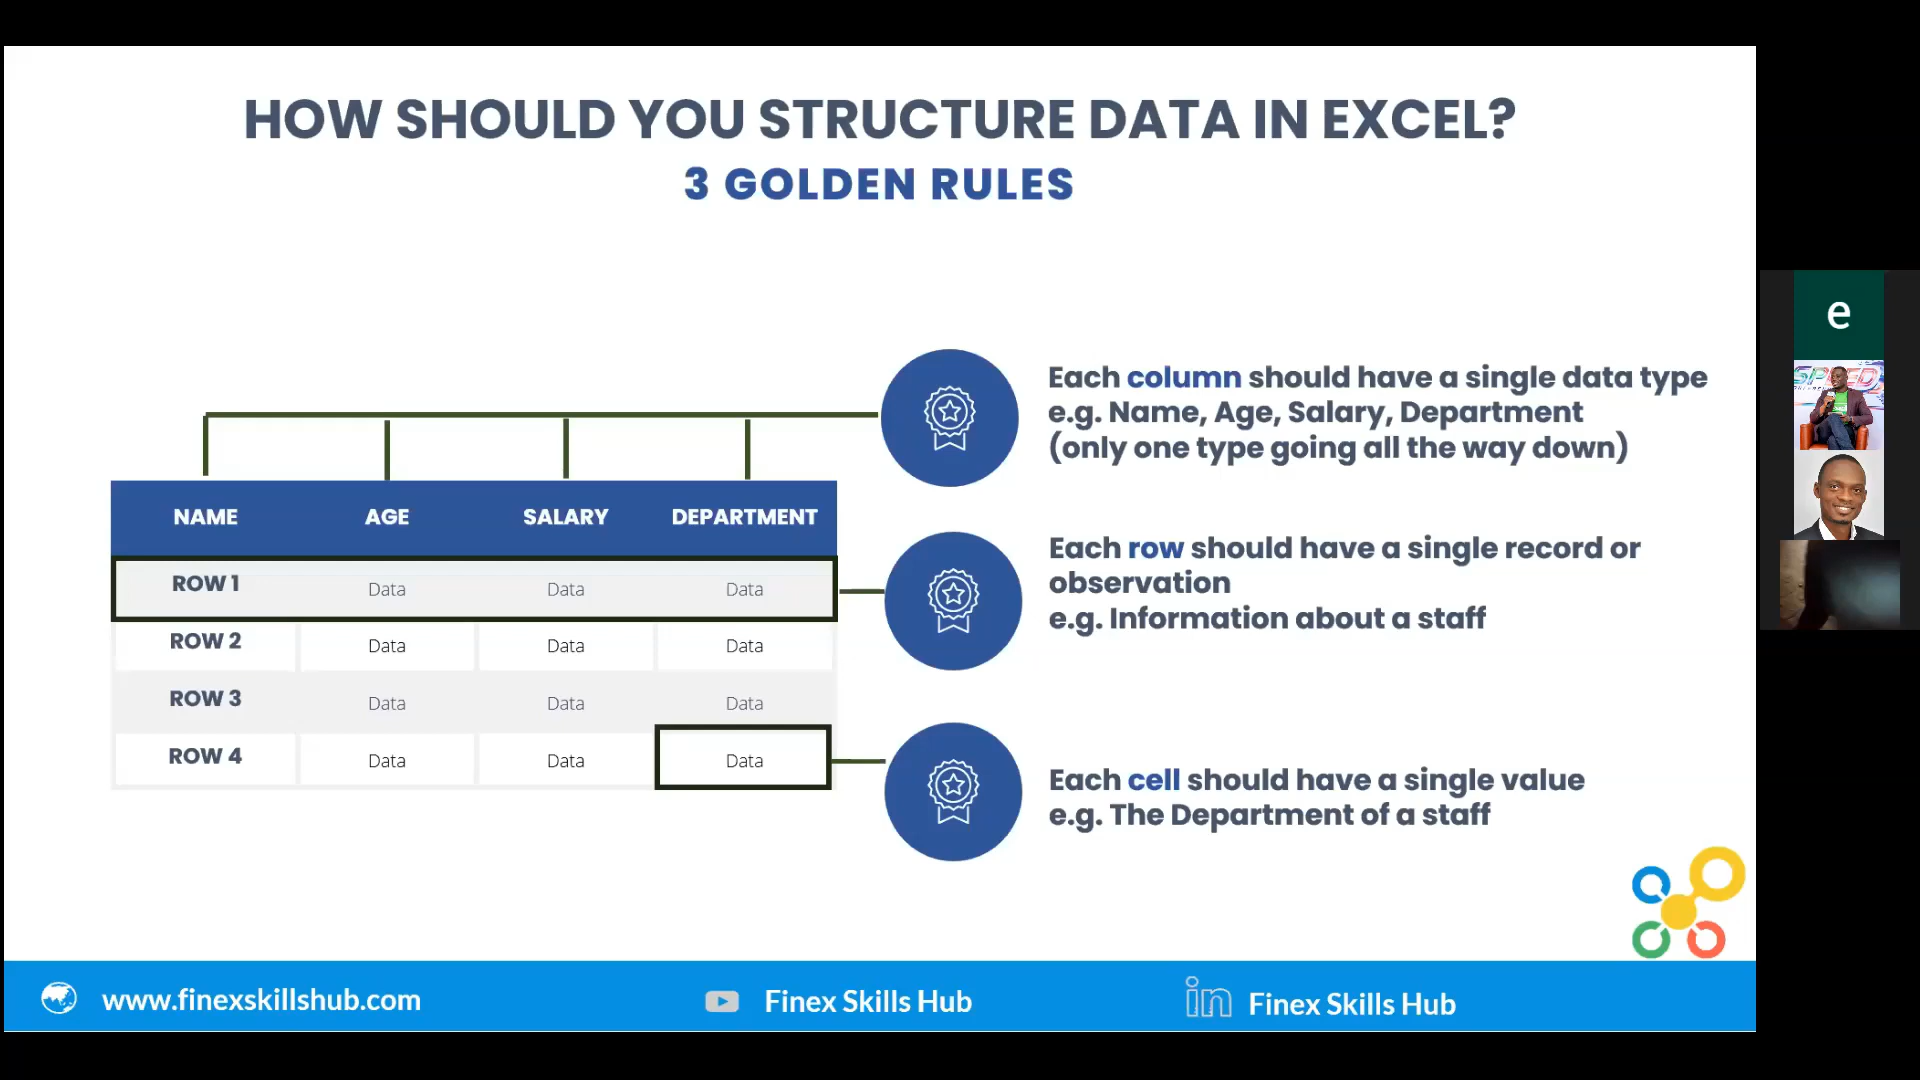 HOW SHOULD YOU STRUCTURE DATA IN EXCEL?
3 GOLDEN RULES
Each column should have a single data type
e.g. Name, Age, Salary, Department
(only one type going all the way down)
NAME AGE SALARY DEPARTMENT
ROW 1 Data Data Data
ROW 2 Data Data Data
ROW 3 Data Data Data
ROW 4 Data Data Data
Each row should have a single record or
observation
e.g. Information about a staff
Each cell should have a single value
e.g. The Department of a staff
www.finexskillshub.com
Finex Skills Hub
in Finex Skills Hub
e